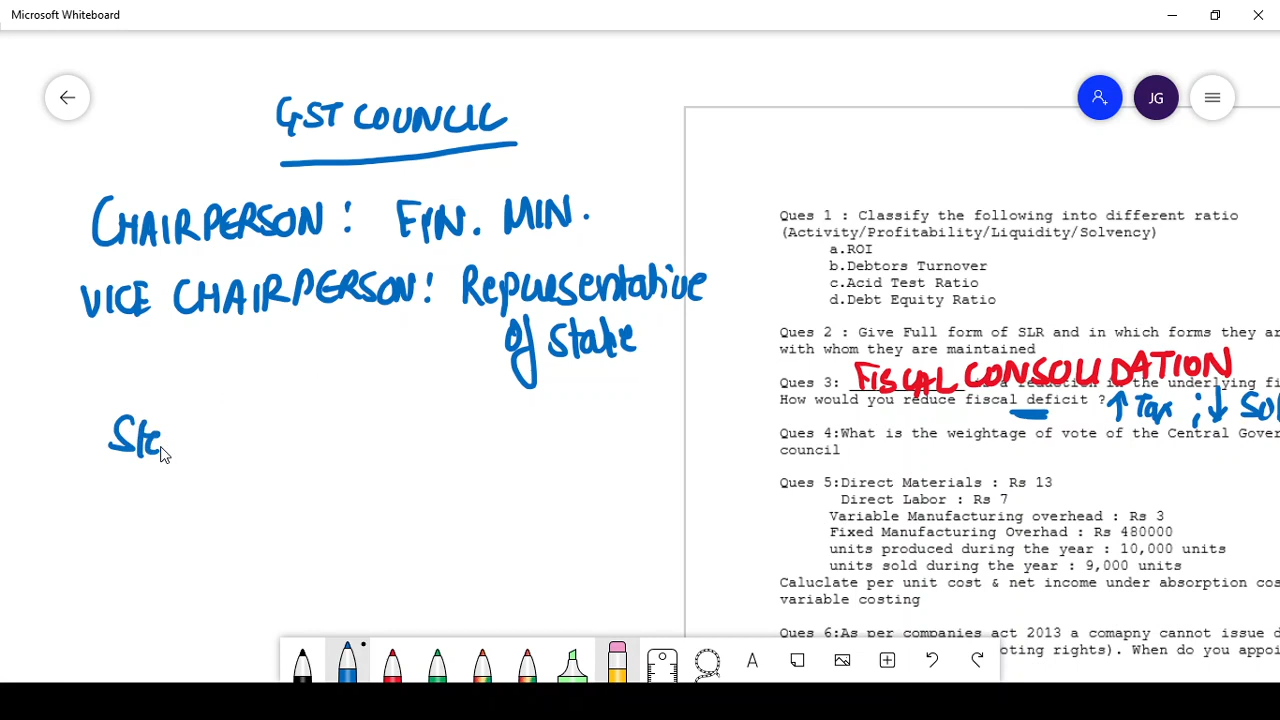 Microsoft Whiteboard
JG
GST COUNCIL
CHAIRPERSON: FIN. MIN.
VICE CHAIRPERSON: Representative
of state
Ste
Ques 1 : Classify the following into different ratio
(Activity/Profitability/Liquidity/Solvency)
a.ROI
b.Debtors Turnover
c.Acid Test Ratio
d.Debt Equity Ratio
Ques 2 : Give Full form of SLR and in which forms they ar
with whom they are maintained
FISCAL CONSOLIDATION
Ques 3: is a reduction in the underlying fi
How would you reduce fiscal deficit ? ↑ Tax ; ↓ SU
Ques 4:What is the weightage of vote of the Central Gover
council
Ques 5:Direct Materials : Rs 13
Direct Labor : Rs 7
Variable Manufacturing overhead : Rs 3
Fixed Manufacturing Overhad : Rs 480000
units produced during the year : 10,000 units
units sold during the year : 9,000 units
Caluclate per unit cost & net income under absorption cos
variable costing
Ques 6:As per companies act 2013 a comapny cannot issue d
oting rights). When do you appoi
A